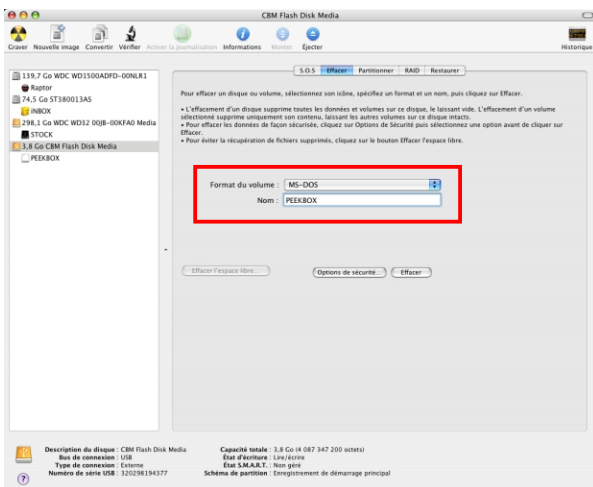 CBM Flash Disk Media
Graver Nouvelle image Convertir Vérifier Activer la journalisation Informations Monter Éjecter Historique
S.O.S Effacer Partitionner RAID Restaurer
139,7 Go WDC WD1500ADFD-00NLR1
Raptor
74,5 Go ST380013AS
INBOX
298,1 Go WDC WD32 00JB-00KFA0 Media
STOCK
3,8 Go CBM Flash Disk Media
PEEKBOX
Pour effacer un disque ou volume, sélectionnez son icône, spécifiez un format et un nom, puis cliquez sur Effacer.
• L'effacement d'un disque supprime toutes les données et volumes sur ce disque, le laissant vide. L'effacement d'un volume
sélectionné supprime uniquement son contenu, laissant les autres volumes sur ce disque intacts.
• Pour effacer les données de façon sécurisée, cliquez sur Options de Sécurité puis sélectionnez une option avant de cliquer sur
Effacer.
• Pour éviter la récupération de fichiers supprimés, cliquez sur le bouton Effacer l'espace libre.
Format du volume : MS-DOS
Nom : PEEKBOX
Effacer l'espace libre... Options de sécurité... Effacer
Description du disque : CBM Flash Disk Media Capacité totale : 3,8 Go (4 087 347 200 octets)
Bus de connexion : USB État d'écriture : Lire/écrire
Type de connexion : Externe État S.M.A.R.T. : Non géré
Numéro de série USB : 320298194377 Schéma de partition : Enregistrement de démarrage principal
?